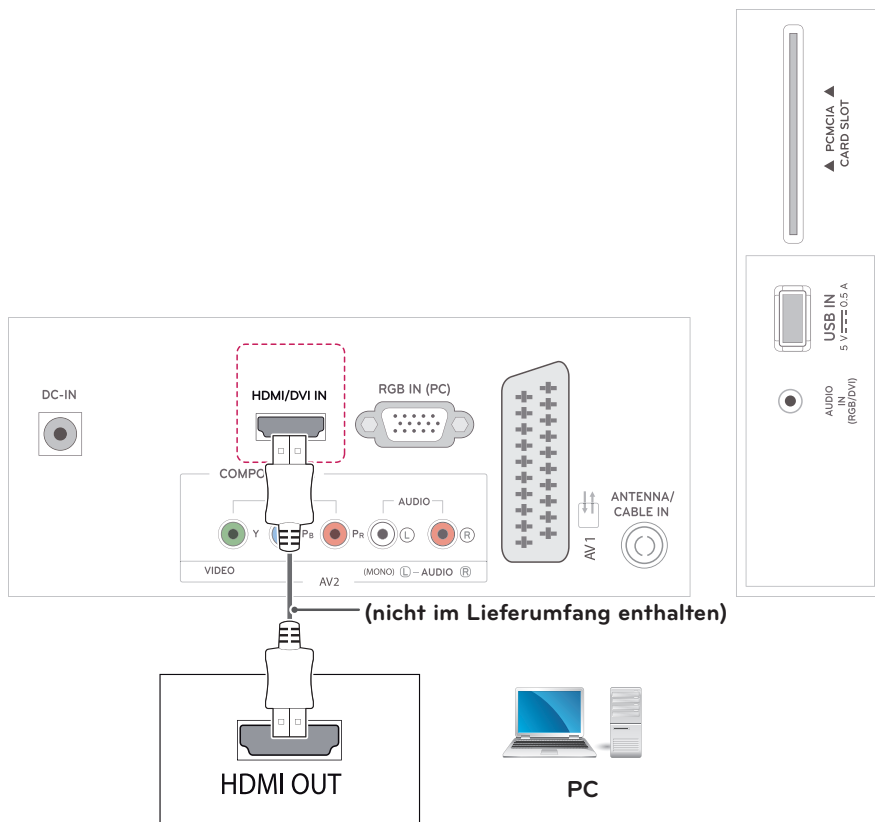 ▲ PCMCIA ▲
CARD SLOT
USB IN
5 V 0.5 A
AUDIO
IN
(RGB/DVI)
DC-IN
HDMI/DVI IN
RGB IN (PC)
COMPO
AUDIO
Y
PB
PR
L
R
VIDEO
AV2
(MONO) L - AUDIO R
AV1
ANTENNA/
CABLE IN
(nicht im Lieferumfang enthalten)
HDMI OUT
PC